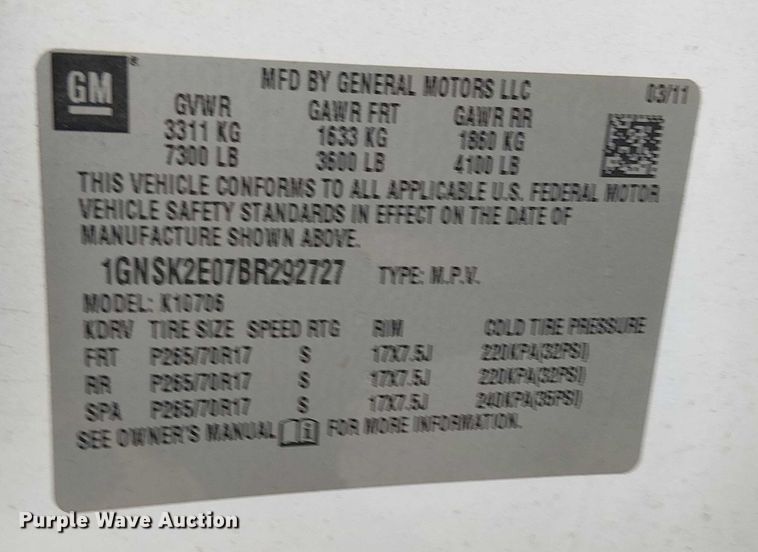 GM
®
MFD BY GENERAL MOTORS LLC 03/11
GVWR GAWR FRT GAWR RR
3311 KG 1633 KG 1860 KG
7300 LB 3600 LB 4100 LB
THIS VEHICLE CONFORMS TO ALL APPLICABLE U.S. FEDERAL MOTOR
VEHICLE SAFETY STANDARDS IN EFFECT ON THE DATE OF
MANUFACTURE SHOWN ABOVE.
1GNSK2E07BR292727 TYPE: M.P.V.
MODEL: K10706
KDRV TIRE SIZE SPEED RTG RIM COLD TIRE PRESSURE
FRT P265/70R17 S 17X7.5J 220KPA(32PSI)
RR P265/70R17 S 17X7.5J 220KPA(32PSI)
SPA P265/70R17 S 17X7.5J 240KPA(35PSI)
SEE OWNER'S MANUAL i FOR MORE INFORMATION.
Purple Wave Auction